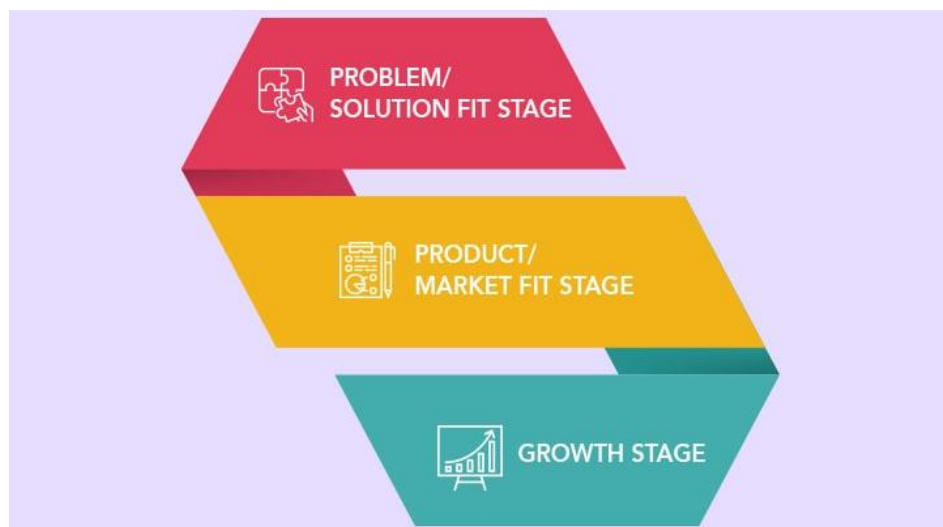 PROBLEM/
SOLUTION FIT STAGE
PRODUCT/
MARKET FIT STAGE
GROWTH STAGE